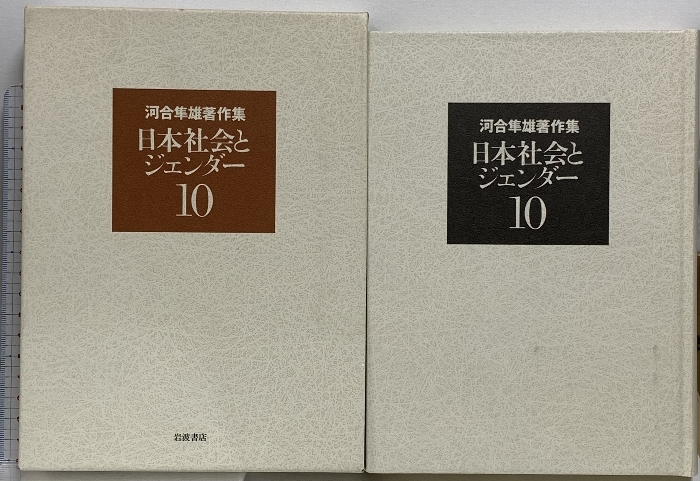 河合隼雄著作集
日本社会と
ジェンダー
10
岩波書店
河合隼雄著作集
日本社会と
ジェンダー
10